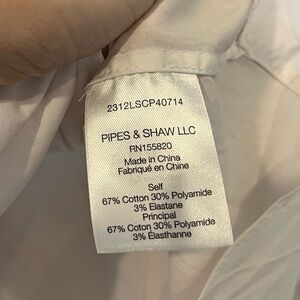 2312LSCP40714
PIPES & SHAW LLC
RN155820
Made in China
Fabriqué en Chine
Self
67% Cotton 30% Polyamide
3% Elastane
Principal
67% Coton 30% Polyamide
3% Élasthanne